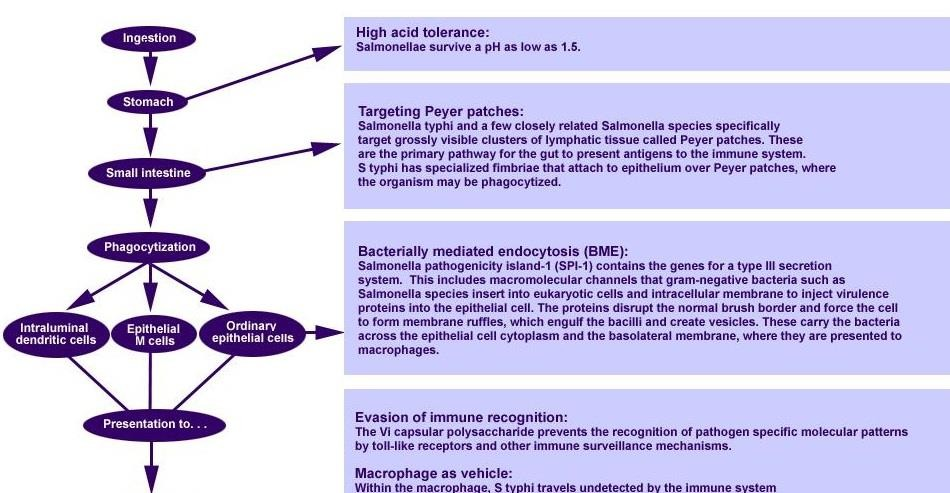 Ingestion
Stomach
Small intestine
Phagocytization
Intraluminal
dendritic cells
Epithelial
M cells
Ordinary
epithelial cells
Presentation to. . .
High acid tolerance:
Salmonellae survive a pH as low as 1.5.
Targeting Peyer patches:
Salmonella typhi and a few closely related Salmonella species specifically
target grossly visible clusters of lymphatic tissue called Peyer patches. These
are the primary pathway for the gut to present antigens to the immune system.
S typhi has specialized fimbriae that attach to epithelium over Peyer patches, where
the organism may be phagocytized.
Bacterially mediated endocytosis (BME):
Salmonella pathogenicity island-1 (SPI-1) contains the genes for a type III secretion
system. This includes macromolecular channels that gram-negative bacteria such as
Salmonella species insert into eukaryotic cells and intracellular membrane to inject virulence
proteins into the epithelial cell. The proteins disrupt the normal brush border and force the cell
to form membrane ruffles, which engulf the bacilli and create vesicles. These carry the bacteria
across the epithelial cell cytoplasm and the basolateral membrane, where they are presented to
macrophages.
Evasion of immune recognition:
The Vi capsular polysaccharide prevents the recognition of pathogen specific molecular patterns
by toll-like receptors and other immune surveillance mechanisms.
Macrophage as vehicle:
Within the macrophage, S typhi travels undetected by the immune system